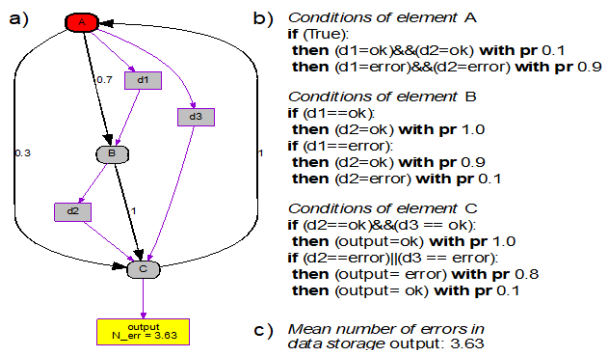 a)
A
0.7
d1
d3
B
0.3
1
d2
1
C
output
N_err = 3.63
b) Conditions of element A
if (True):
then (d1=ok)&&(d2=ok) with pr 0.1
then (d1=error)&&(d2=error) with pr 0.9
Conditions of element B
if (d1==ok):
then (d2=ok) with pr 1.0
if (d1==error):
then (d2=ok) with pr 0.9
then (d2=error) with pr 0.1
Conditions of element C
if (d2==ok)&&(d3 == ok):
then (output=ok) with pr 1.0
if (d2==error)||(d3 == error):
then (output= error) with pr 0.8
then (output= ok) with pr 0.1
c) Mean number of errors in
data storage output: 3.63